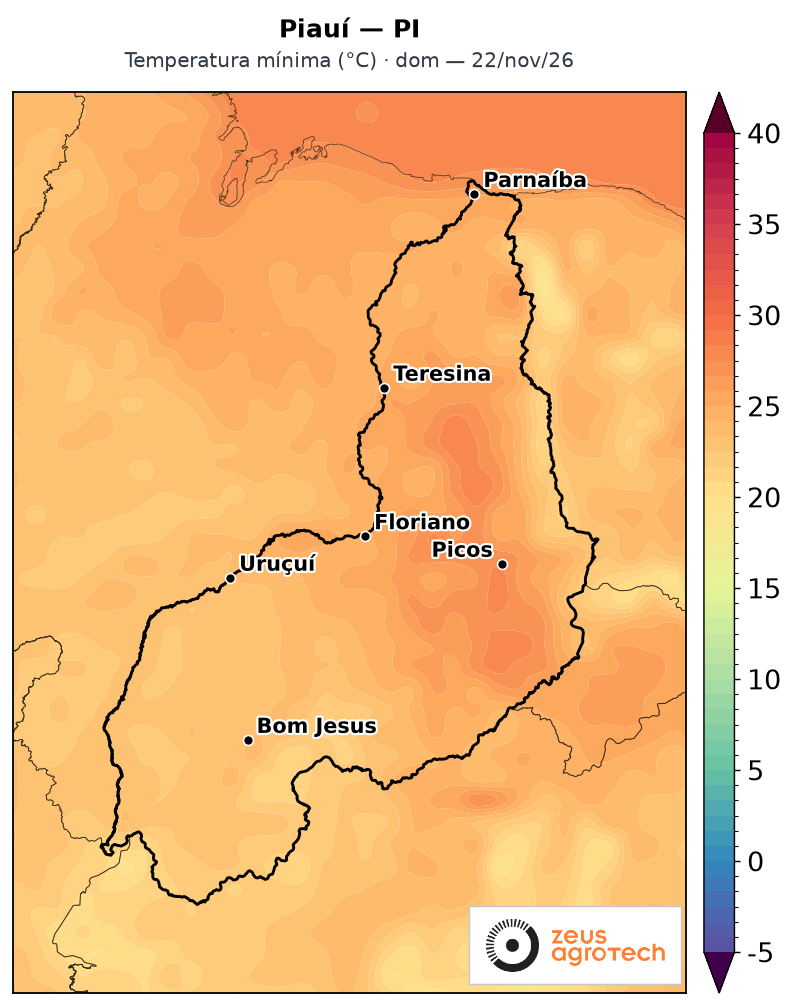 Piauí — PI
Temperatura mínima (°C) · dom — 22/nov/26
Parnaíba
Teresina
Floriano
Picos
Uruçuí
Bom Jesus
40
35
30
25
20
15
10
5
0
-5
zeus
agrotech